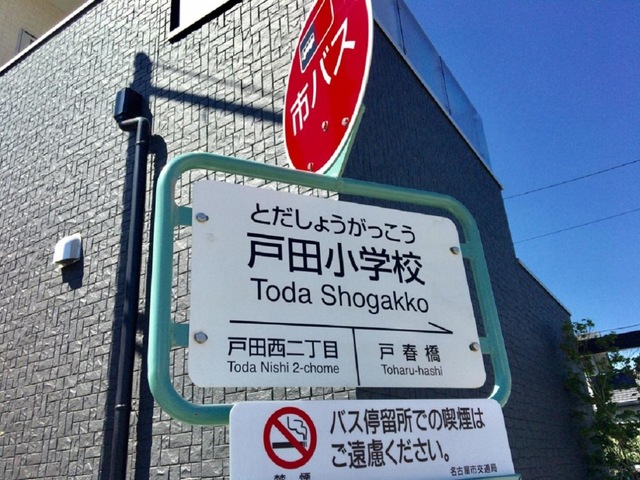 市バス
とだしょうがっこう
戸田小学校
Toda Shogakko
戸田西二丁目
Toda Nishi 2-chome
戸春橋
Toharu-hashi
バス停留所での喫煙は
ご遠慮ください。
禁煙
名古屋市交通局